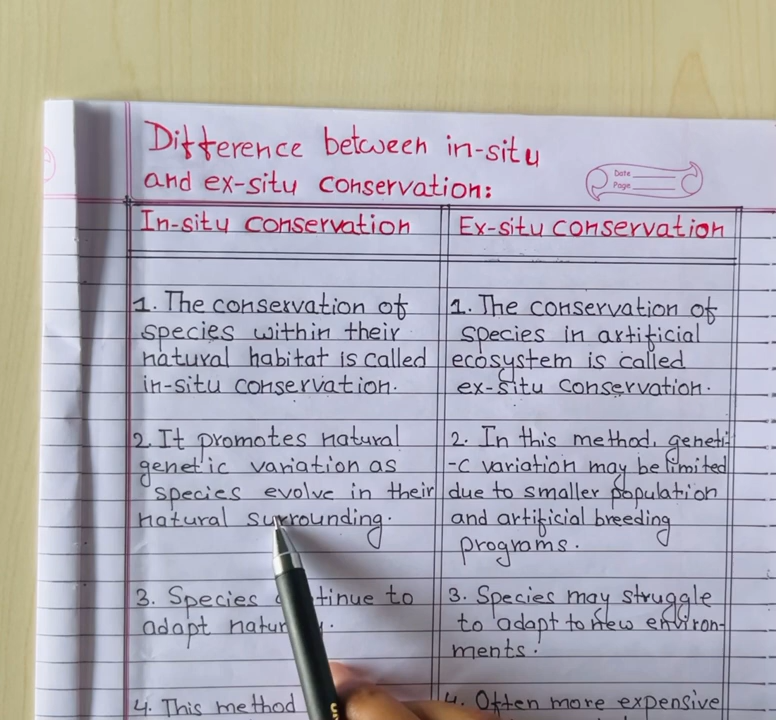 Difference between in-situ
and ex-situ conservation:
Date
Page
In-situ conservation
1. The conservation of
species within their
natural habitat is called
in-situ conservation.
2. It promotes natural
genetic variation as
species evolve in their
natural surrounding.
3. Species tinue to
adapt
4. This method
Ex-situ conservation
1. The conservation of
species in artificial
ecosystem is called
ex-situ conservation.
2. In this method, geneti-
-c variation may be limited
due to smaller population
and artificial breeding
programs.
3. Species may struggle
to adapt to new environ-
ments.
4. Often more expensive